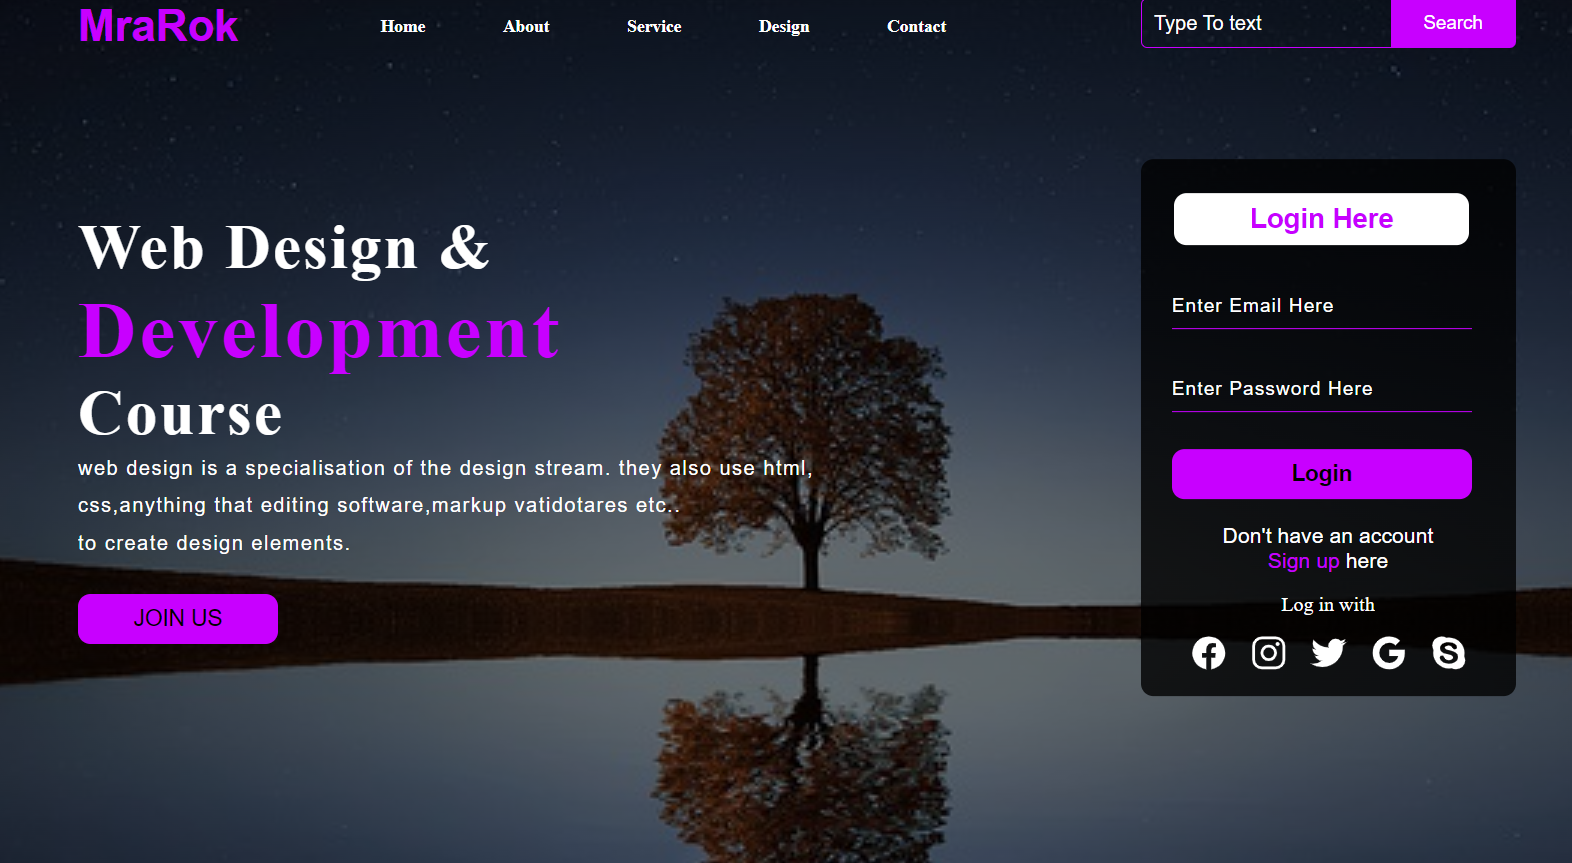 MraRok
Home About Service Design Contact
Type To text Search
Web Design &
Development
Course
web design is a specialisation of the design stream. they also use html,
css,anything that editing software,markup vatidotares etc..
to create design elements.
JOIN US
Login Here
Enter Email Here
Enter Password Here
Login
Don't have an account
Sign up here
Log in with